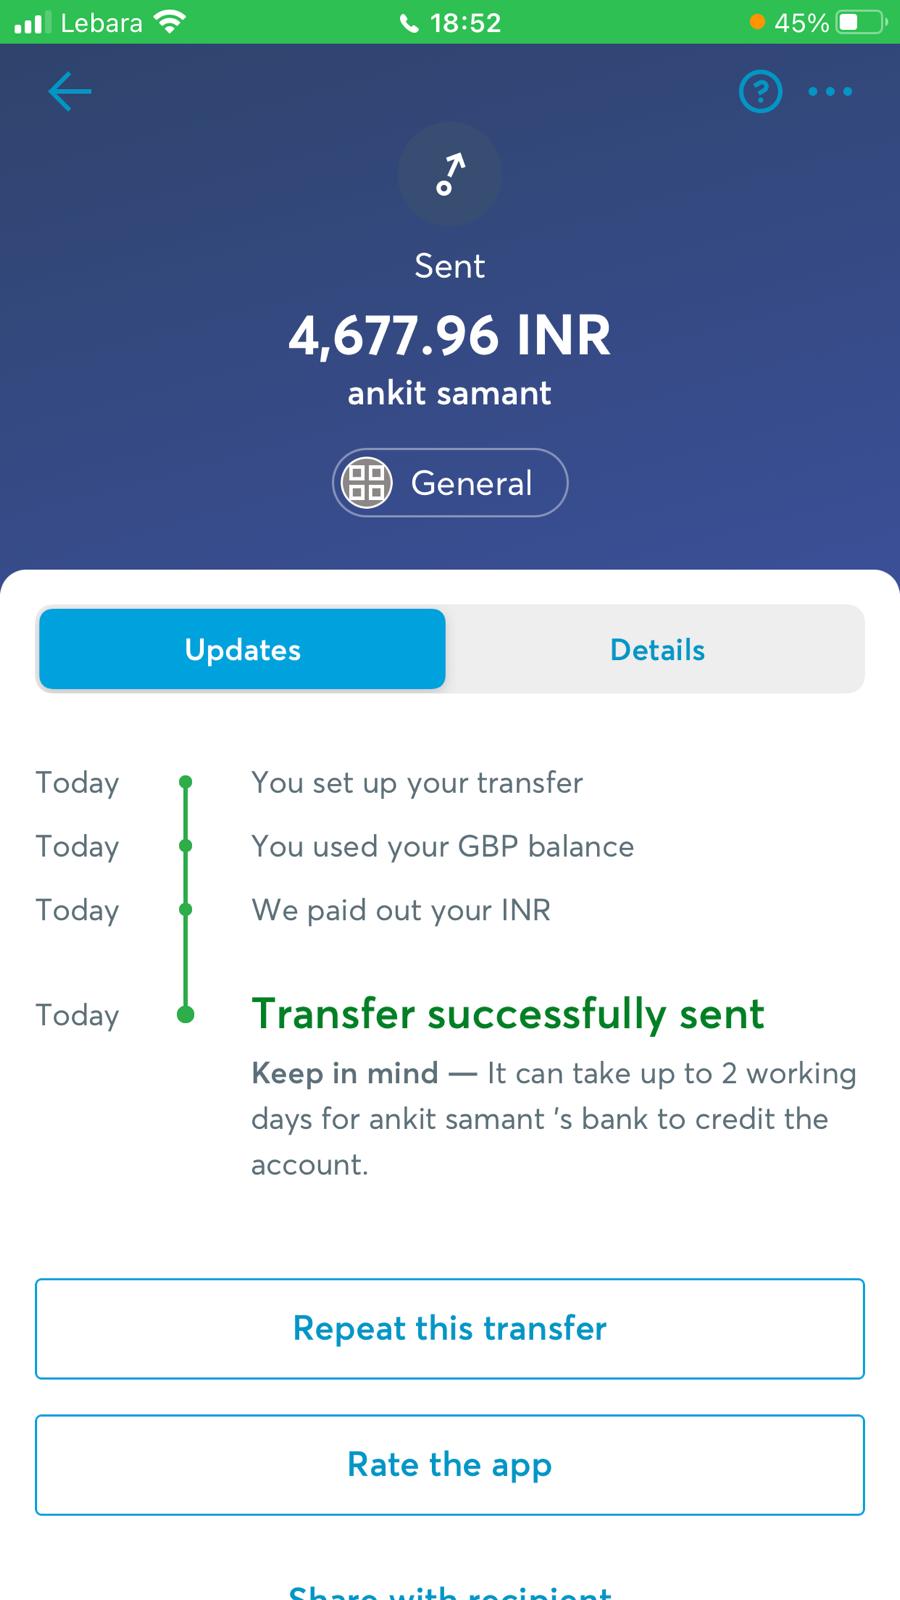 Lebara 18:52 45%
?
Sent
4,677.96 INR
ankit samant
General
Updates Details
Today You set up your transfer
Today You used your GBP balance
Today We paid out your INR
Today Transfer successfully sent
Keep in mind — It can take up to 2 working
days for ankit samant 's bank to credit the
account.
Repeat this transfer
Rate the app
Share with recipient